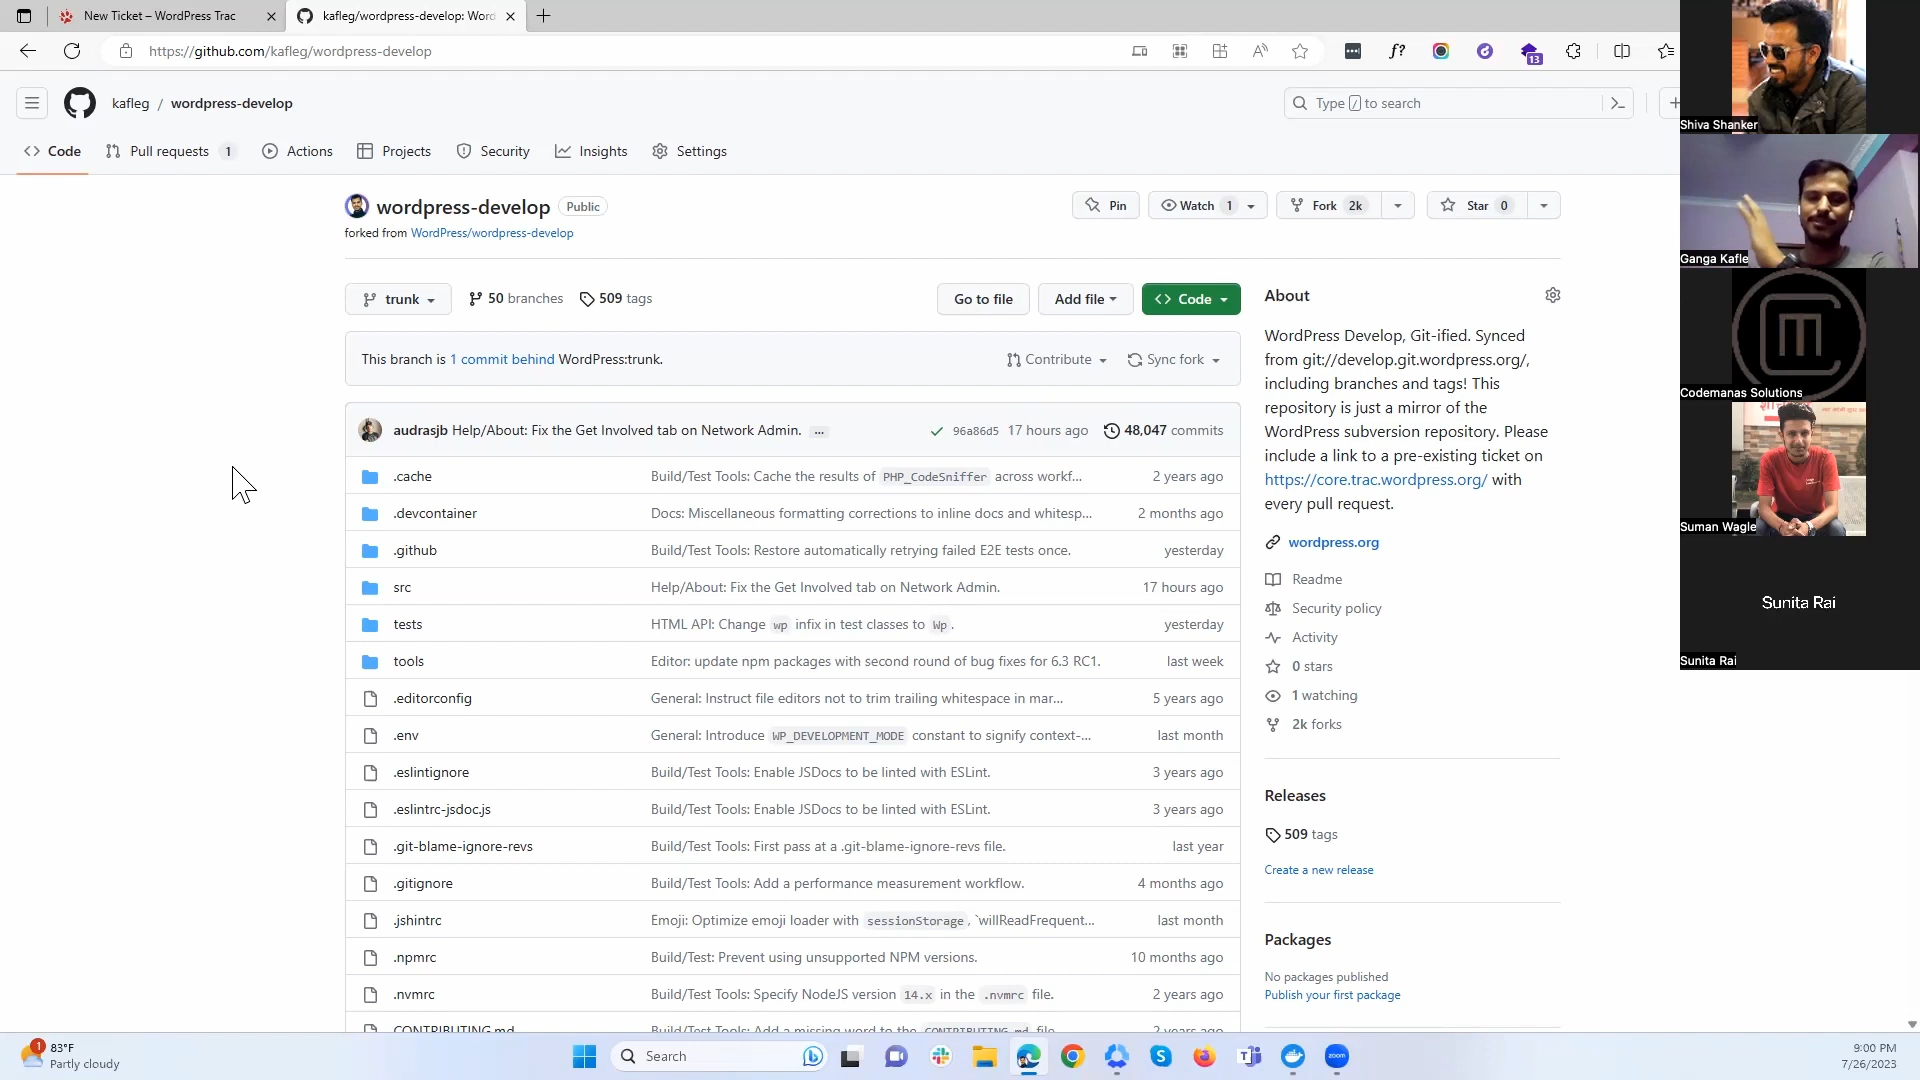 New Ticket – WordPress Trac
kafleg/wordpress-develop: Wor
https://github.com/kafleg/wordpress-develop
13
kafleg / wordpress-develop
Type / to search
Code
Pull requests 1
Actions
Projects
Security
Insights
Settings
wordpress-develop Public
forked from WordPress/wordpress-develop
Pin
Watch 1
Fork 2k
Star 0
trunk
50 branches
509 tags
Go to file
Add file
Code
This branch is 1 commit behind WordPress:trunk.
Contribute
Sync fork
audrasjb Help/About: Fix the Get Involved tab on Network Admin. ... 96a86d5 17 hours ago 48,047 commits
.cache Build/Test Tools: Cache the results of PHP_CodeSniffer across workf... 2 years ago
.devcontainer Docs: Miscellaneous formatting corrections to inline docs and whitesp... 2 months ago
.github Build/Test Tools: Restore automatically retrying failed E2E tests once. yesterday
src Help/About: Fix the Get Involved tab on Network Admin. 17 hours ago
tests HTML API: Change wp infix in test classes to Wp. yesterday
tools Editor: update npm packages with second round of bug fixes for 6.3 RC1. last week
.editorconfig General: Instruct file editors not to trim trailing whitespace in mar... 5 years ago
.env General: Introduce WP_DEVELOPMENT_MODE constant to signify context-... last month
.eslintignore Build/Test Tools: Enable JSDocs to be linted with ESLint. 3 years ago
.eslintrc-jsdoc.js Build/Test Tools: Enable JSDocs to be linted with ESLint. 3 years ago
.git-blame-ignore-revs Build/Test Tools: First pass at a .git-blame-ignore-revs file. last year
.gitignore Build/Test Tools: Add a performance measurement workflow. 4 months ago
.jshintrc Emoji: Optimize emoji loader with sessionStorage, `willReadFrequent... last month
.npmrc Build/Test: Prevent using unsupported NPM versions. 10 months ago
.nvmrc Build/Test Tools: Specify NodeJS version 14.x in the .nvmrc file. 2 years ago
CONTRIBUTING.md Build/Test Tools: Add a missing word to the CONTRIBUTING.md file. 2 years ago
About
WordPress Develop, Git-ified. Synced
from git://develop.git.wordpress.org/,
including branches and tags! This
repository is just a mirror of the
WordPress subversion repository. Please
include a link to a pre-existing ticket on
https://core.trac.wordpress.org/ with
every pull request.
wordpress.org
Readme
Security policy
Activity
0 stars
1 watching
2k forks
Releases
509 tags
Create a new release
Packages
No packages published
Publish your first package
Shiva Shanker
Ganga Kafle
Codemanas Solutions
Suman Wagle
Sunita Rai
Sunita Rai
1
83°F
Partly cloudy
Search
zoom
9:00 PM
7/26/2023